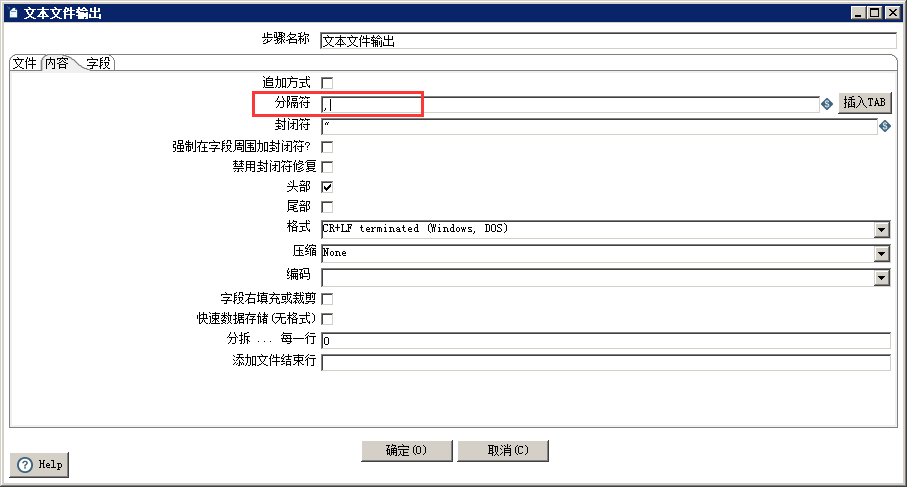 文本文件输出
步骤名称 文本文件输出
文件 内容 字段
追加方式
分隔符 , 插入TAB
封闭符 "
强制在字段周围加封闭符?
禁用封闭符修复
头部
尾部
格式 CR+LF terminated (Windows, DOS)
压缩 None
编码
字段右填充或裁剪
快速数据存储(无格式)
分拆 ... 每一行 0
添加文件结束行
确定(O) 取消(C)
Help